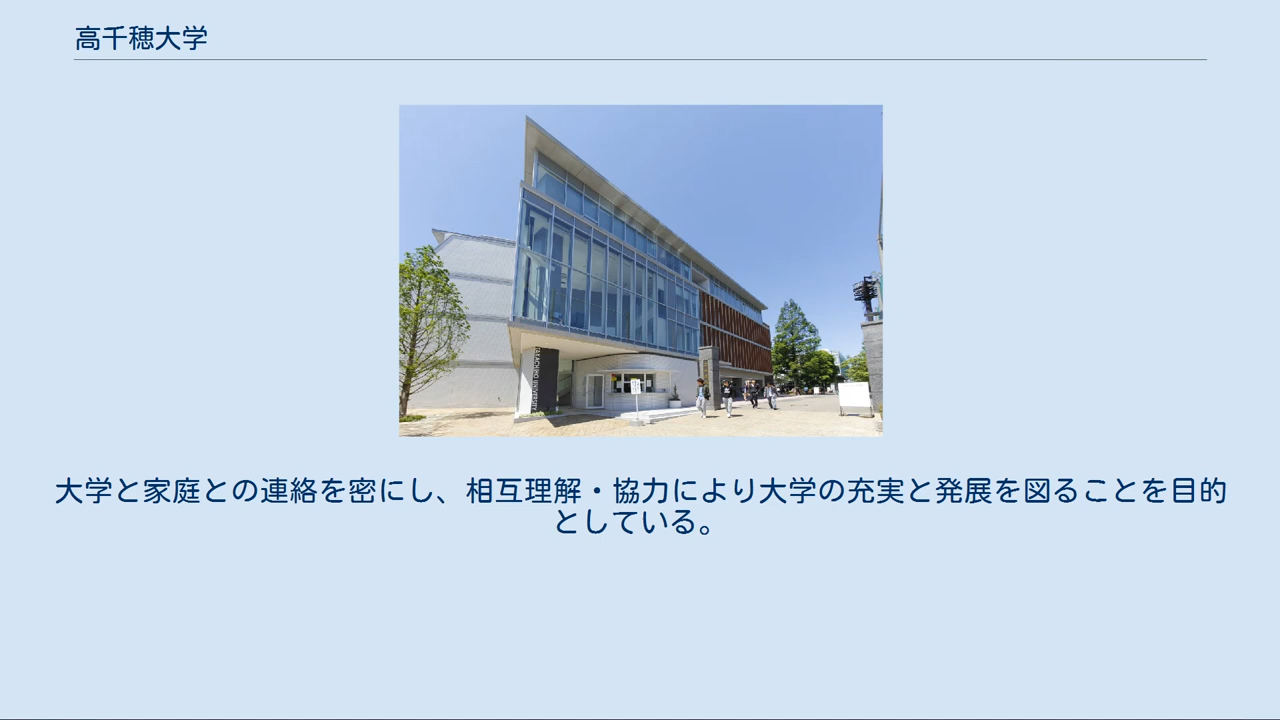 高千穂大学
TAKACHIHO UNIVERSITY
大学と家庭との連絡を密にし、相互理解・協力により大学の充実と発展を図ることを目的
としている。